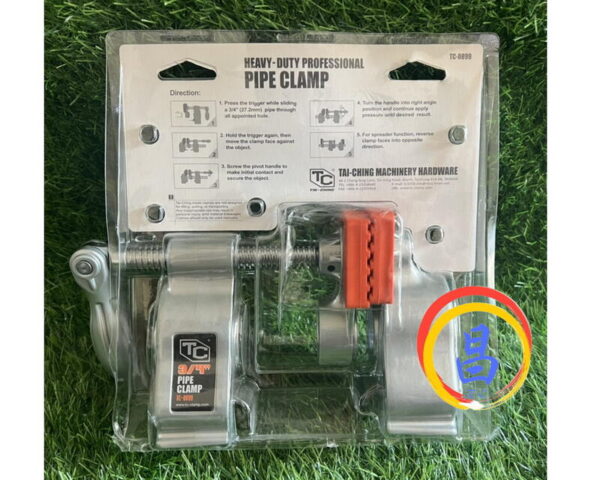 HEAVY-DUTY PROFESSIONAL
PIPE CLAMP
Direction:
1. Press the trigger while sliding
a 3/4" (27.2mm) pipe through
all appointed hole.
2. Hold the trigger again, then
move the clamp face against
the object.
3. Screw the pivot handle to
make initial contact and
secure the object.
4. Turn the handle into right angle
position and continue apply
pressure until desired result.
5. For spreader function, reverse
clamp faces into opposite
direction.
TC
TAI-CHING MACHINERY HARDWARE
TC
3/4"
PIPE
CLAMP
www.tc-clamp.com
昌